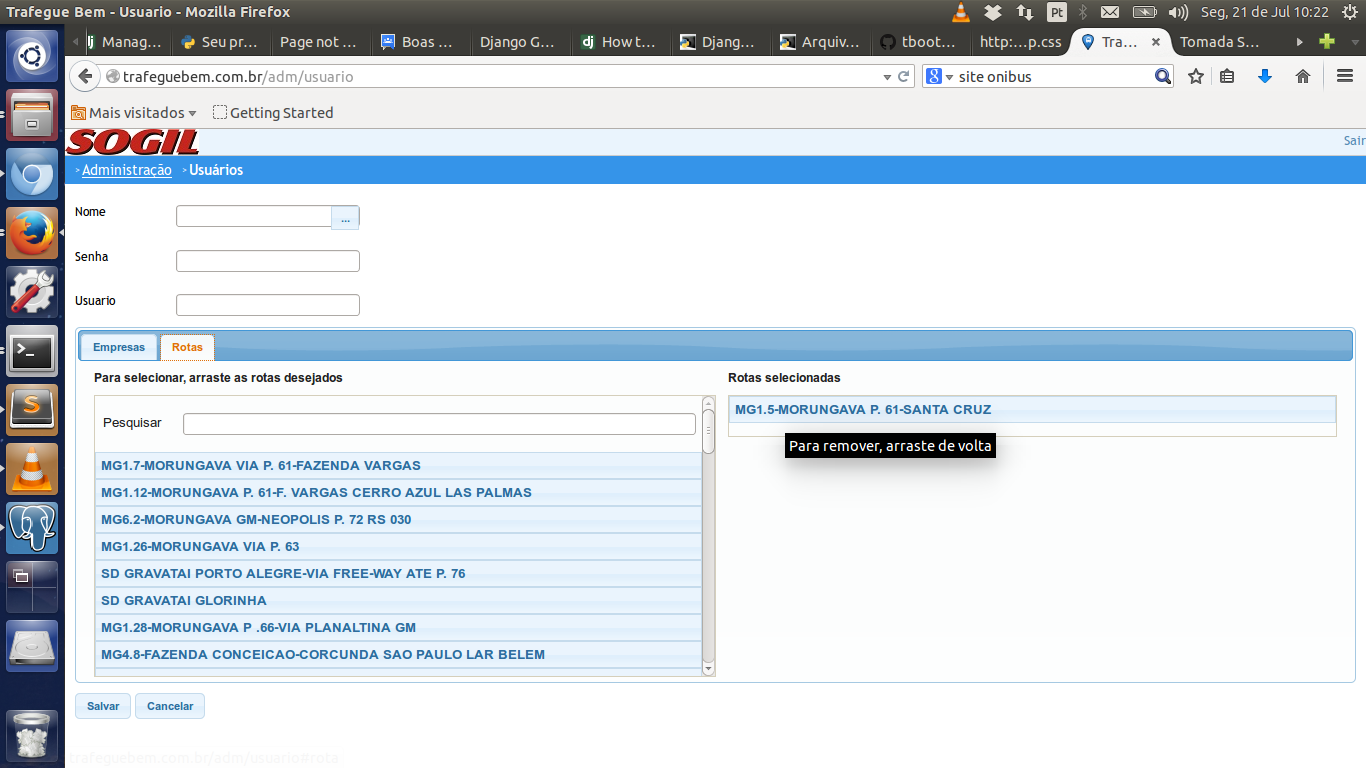 Trafegue Bem - Usuario - Mozilla Firefox
Pt
Seg, 21 de Jul 10:22
Manag...
Seu pr...
Page not ...
Boas ...
Django G...
How t...
Djang...
Arquiv...
tboot...
http:...p.css
Tra...
Tomada S...
trafeguebem.com.br/adm/usuario
site onibus
Mais visitados
Getting Started
SOGIL
Sair
> Administração > Usuários
Nome
...
Senha
Usuario
Empresas
Rotas
Para selecionar, arraste as rotas desejados
Rotas selecionadas
Pesquisar
MG1.5-MORUNGAVA P. 61-SANTA CRUZ
Para remover, arraste de volta
MG1.7-MORUNGAVA VIA P. 61-FAZENDA VARGAS
MG1.12-MORUNGAVA P. 61-F. VARGAS CERRO AZUL LAS PALMAS
MG6.2-MORUNGAVA GM-NEOPOLIS P. 72 RS 030
MG1.26-MORUNGAVA VIA P. 63
SD GRAVATAI PORTO ALEGRE-VIA FREE-WAY ATE P. 76
SD GRAVATAI GLORINHA
MG1.28-MORUNGAVA P .66-VIA PLANALTINA GM
MG4.8-FAZENDA CONCEICAO-CORCUNDA SAO PAULO LAR BELEM
Salvar
Cancelar
trafeguebem.com.br/adm/usuario#rota